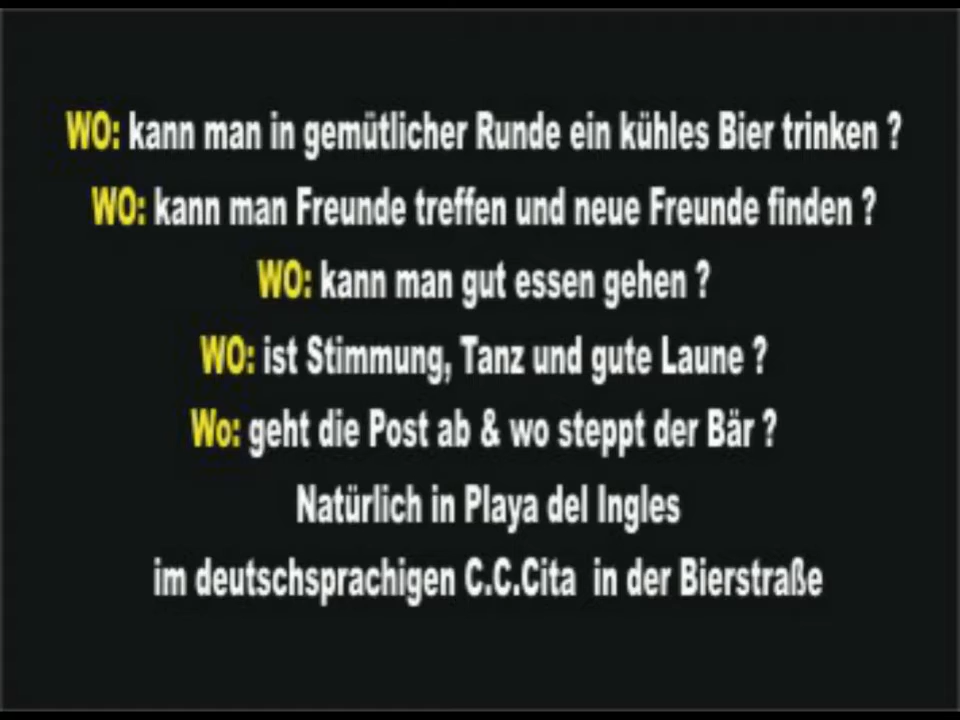 WO: kann man in gemütlicher Runde ein kühles Bier trinken ?
WO: kann man Freunde treffen und neue Freunde finden ?
WO: kann man gut essen gehen ?
WO: ist Stimmung, Tanz und gute Laune ?
Wo: geht die Post ab & wo steppt der Bär ?
Natürlich in Playa del Ingles
im deutschsprachigen C.C.Cita in der Bierstraße